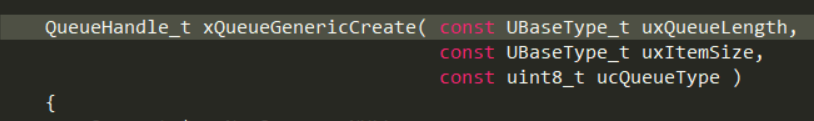 QueueHandle_t xQueueGenericCreate( const UBaseType_t uxQueueLength,
const UBaseType_t uxItemSize,
const uint8_t ucQueueType )
{